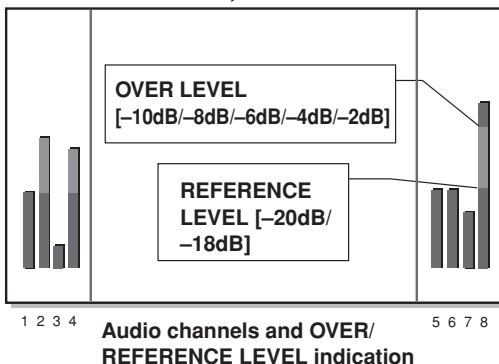 OVER LEVEL
[–10dB/–8dB/–6dB/–4dB/–2dB]
REFERENCE
LEVEL [–20dB/
–18dB]
1 2 3 4
5 6 7 8
Audio channels and OVER/
REFERENCE LEVEL indication